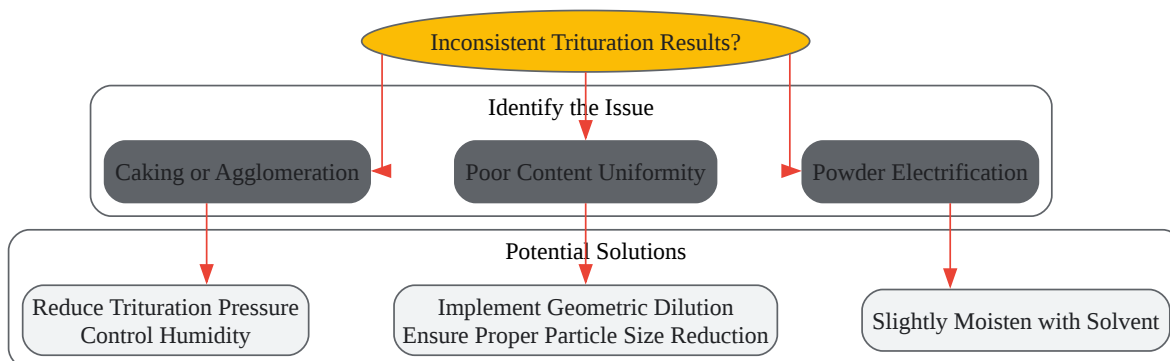 Inconsistent Trituration Results?
Identify the Issue
Caking or Agglomeration
Poor Content Uniformity
Powder Electrification
Potential Solutions
Reduce Trituration Pressure
Control Humidity
Implement Geometric Dilution
Ensure Proper Particle Size Reduction
Slightly Moisten with Solvent